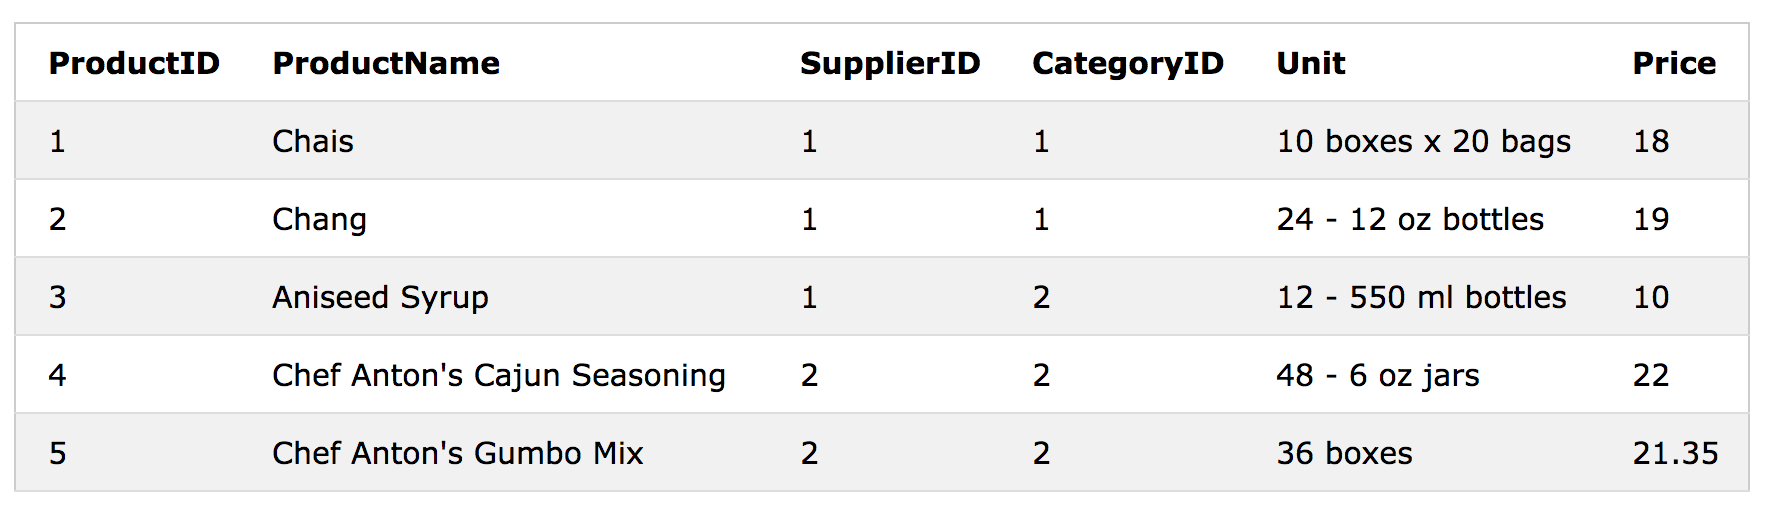 ProductID ProductName SupplierID CategoryID Unit Price
1 Chais 1 1 10 boxes x 20 bags 18
2 Chang 1 1 24 - 12 oz bottles 19
3 Aniseed Syrup 1 2 12 - 550 ml bottles 10
4 Chef Anton's Cajun Seasoning 2 2 48 - 6 oz jars 22
5 Chef Anton's Gumbo Mix 2 2 36 boxes 21.35